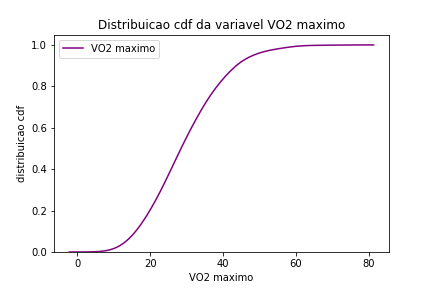 Distribuicao cdf da variavel VO2 maximo
VO2 maximo
distribuicao cdf
1.0
0.8
0.6
0.4
0.2
0.0
0
20
40
60
80
VO2 maximo